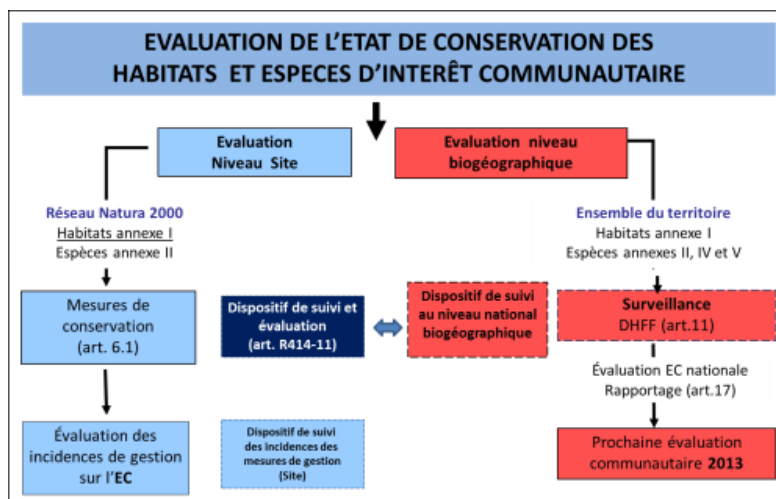 EVALUATION DE L'ETAT DE CONSERVATION DES
HABITATS ET ESPECES D'INTERÊT COMMUNAUTAIRE
Evaluation
Niveau Site
Evaluation niveau
biogéographique
Réseau Natura 2000
Habitats annexe I
Espèces annexe II
Ensemble du territoire
Habitats annexe I
Espèces annexes II, IV et V
Mesures de
conservation
(art. 6.1)
Dispositif de suivi et
évaluation
(art. R414-11)
Dispositif de suivi
au niveau national
biogéographique
Surveillance
DHFF (art.11)
Évaluation EC nationale
Rapportage (art.17)
Évaluation des
incidences de gestion
sur l'EC
Dispositif de suivi
des incidences des
mesures de gestion
(Site)
Prochaine évaluation
communautaire 2013